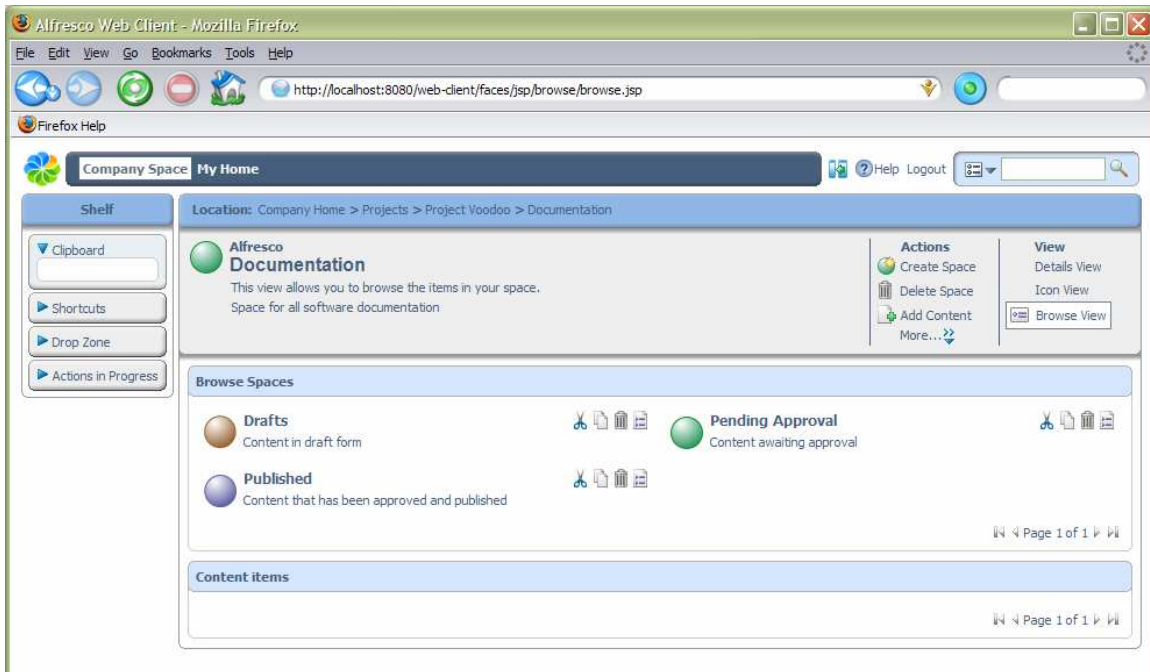 Alfresco Web Client - Mozilla Firefox
File Edit View Go Bookmarks Tools Help
http://localhost:8080/web-client/faces/jsp/browse/browse.jsp
Firefox Help
Company Space My Home
Help Logout
Shelf
Clipboard
Shortcuts
Drop Zone
Actions in Progress
Location: Company Home > Projects > Project Voodoo > Documentation
Alfresco
Documentation
This view allows you to browse the items in your space.
Space for all software documentation
Actions
Create Space
Delete Space
Add Content
More...
View
Details View
Icon View
Browse View
Browse Spaces
Drafts
Content in draft form
Pending Approval
Content awaiting approval
Published
Content that has been approved and published
Page 1 of 1
Content items
Page 1 of 1